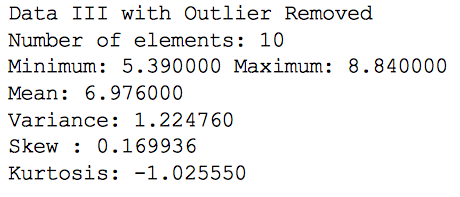 Data III with Outlier Removed
Number of elements: 10
Minimum: 5.390000 Maximum: 8.840000
Mean: 6.976000
Variance: 1.224760
Skew : 0.169936
Kurtosis: -1.025550